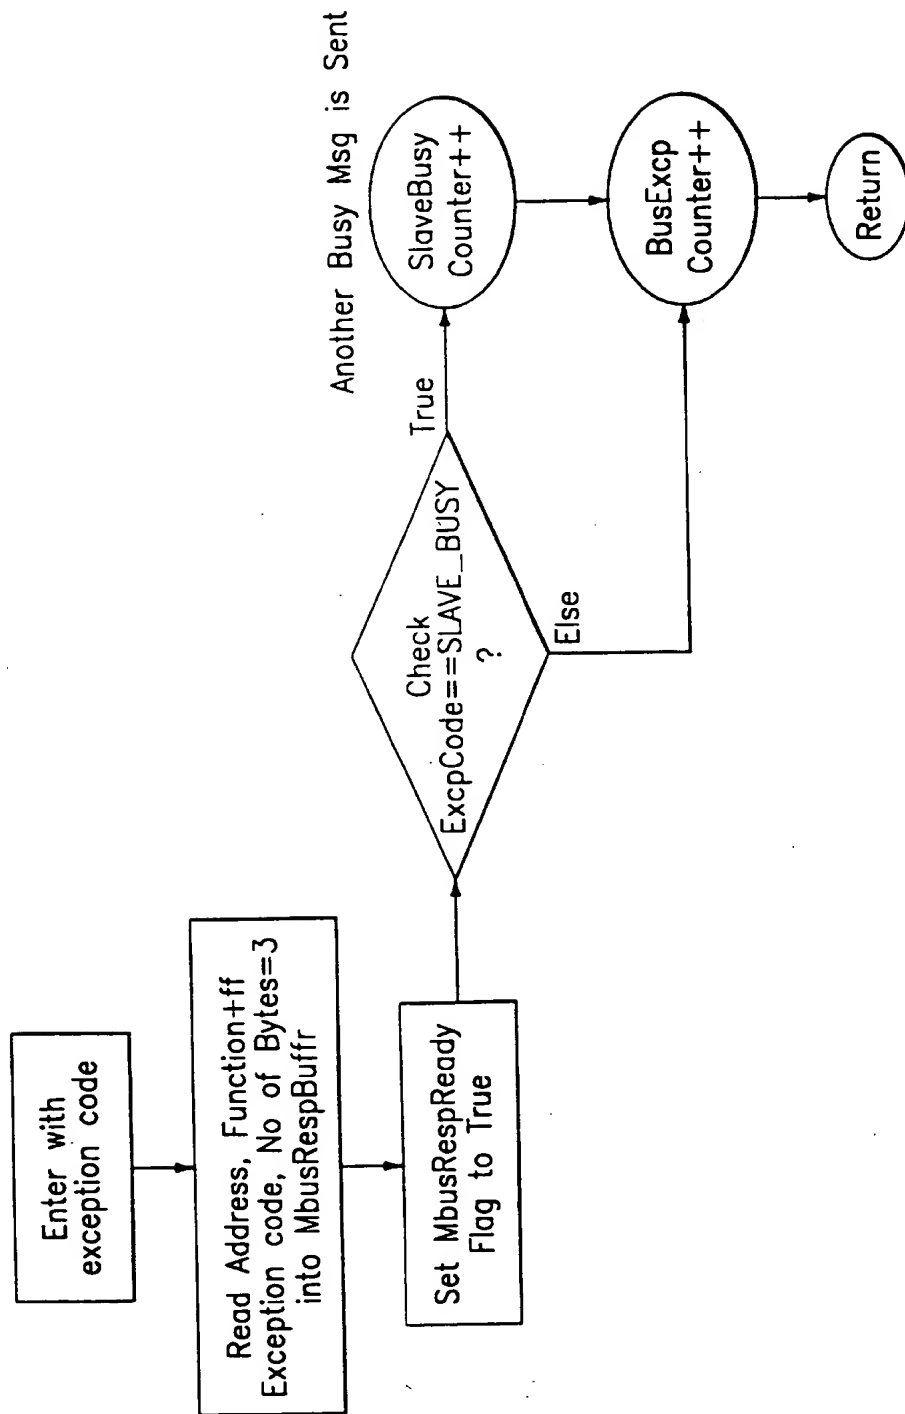 Enter with
exception code
Read Address, Function+ff
Exception code, No of Bytes=3
into MbusRespBuffr
Set MbusRespReady
Flag to True
Check
ExcpCode==SLAVE_BUSY
?
True
Else
Another Busy Msg is Sent
SlaveBusy
Counter++
BusExcp
Counter++
Return